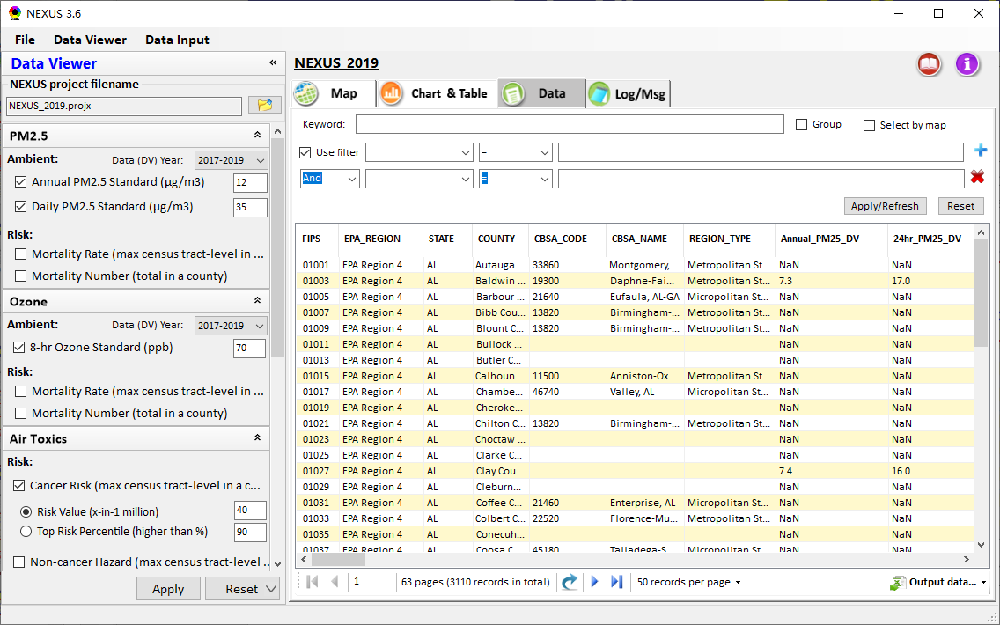 NEXUS 3.6
File Data Viewer Data Input
Data Viewer «
NEXUS project filename
NEXUS_2019.projx
PM2.5
Ambient: Data (DV) Year: 2017-2019
Annual PM2.5 Standard (µg/m3) 12
Daily PM2.5 Standard (µg/m3) 35
Risk:
Mortality Rate (max census tract-level in ...
Mortality Number (total in a county)
Ozone
Ambient: Data (DV) Year: 2017-2019
8-hr Ozone Standard (ppb) 70
Risk:
Mortality Rate (max census tract-level in ...
Mortality Number (total in a county)
Air Toxics
Risk:
Cancer Risk (max census tract-level in a c...
Risk Value (x-in-1 million) 40
Top Risk Percentile (higher than %) 90
Non-cancer Hazard (max census tract-level ..
Apply Reset
NEXUS_2019
Map Chart & Table Data Log/Msg
Keyword: Group Select by map
Use filter =
And =
Apply/Refresh Reset
FIPS EPA_REGION STATE COUNTY CBSA_CODE CBSA_NAME REGION_TYPE Annual_PM25_DV 24hr_PM25_DV
01001 EPA Region 4 AL Autauga ... 33860 Montgomery, ... Metropolitan St... NaN NaN
01003 EPA Region 4 AL Baldwin ... 19300 Daphne-Fai... Metropolitan St... 7.3 17.0
01005 EPA Region 4 AL Barbour ... 21640 Eufaula, AL-GA Micropolitan St... NaN NaN
01007 EPA Region 4 AL Bibb Cou... 13820 Birmingham-... Metropolitan St... NaN NaN
01009 EPA Region 4 AL Blount C... 13820 Birmingham-... Metropolitan St... NaN NaN
01011 EPA Region 4 AL Bullock ... NaN NaN
01013 EPA Region 4 AL Butler C... NaN NaN
01015 EPA Region 4 AL Calhoun ... 11500 Anniston-Ox... Metropolitan St... NaN NaN
01017 EPA Region 4 AL Chambe... 46740 Valley, AL Micropolitan St... NaN NaN
01019 EPA Region 4 AL Cheroke... NaN NaN
01021 EPA Region 4 AL Chilton C... 13820 Birmingham-... Metropolitan St... NaN NaN
01023 EPA Region 4 AL Choctaw ... NaN NaN
01025 EPA Region 4 AL Clarke C... NaN NaN
01027 EPA Region 4 AL Clay Cou... 7.4 16.0
01029 EPA Region 4 AL Cleburn... NaN NaN
01031 EPA Region 4 AL Coffee C... 21460 Enterprise, AL Micropolitan St... NaN NaN
01033 EPA Region 4 AL Colbert C... 22520 Florence-Mu... Metropolitan St... NaN NaN
01035 EPA Region 4 AL Conecuh... NaN NaN
01037 EPA Region 4 AL Coosa C... 45180 Talladega-S... Micropolitan St... NaN NaN
1 63 pages (3110 records in total) 50 records per page Output data...